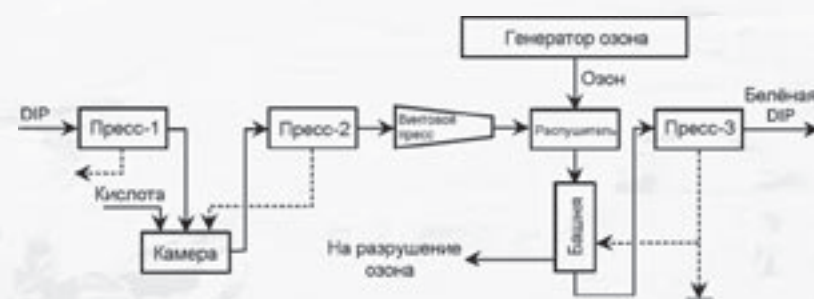 Генератор озона
Озон
DIP
Пресс-1
Пресс-2
Винтовой
пресс
Распушитель
Пресс-3
Белёная
DIP
Кислота
Камера
Башня
На разрушение
озона